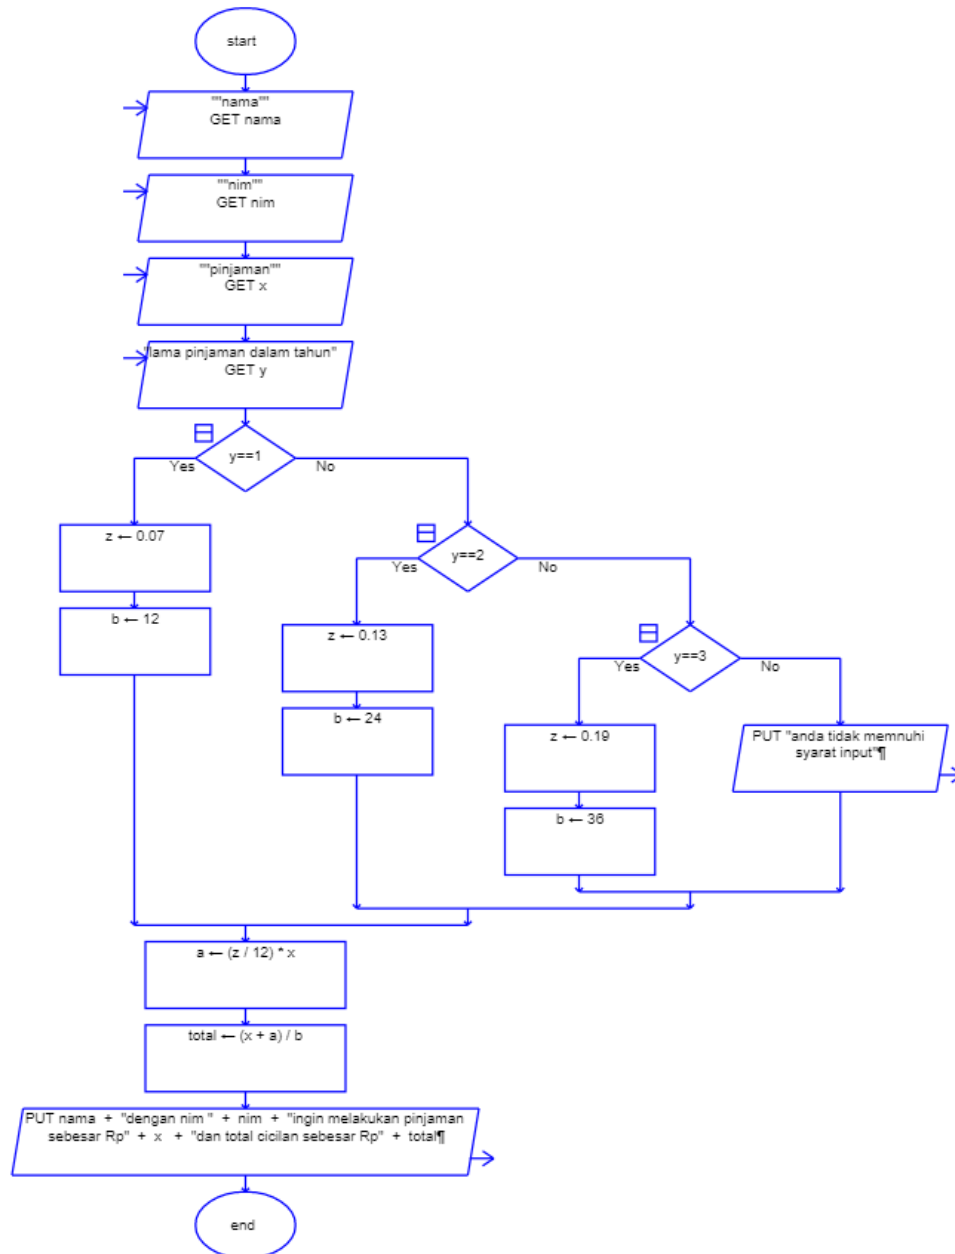 start
""nama""
GET nama
""nim""
GET nim
""pinjaman""
GET x
"lama pinjaman dalam tahun"
GET y
y==1
Yes
No
z ← 0.07
b ← 12
y==2
Yes
No
z ← 0.13
b ← 24
y==3
Yes
No
z ← 0.19
b ← 36
PUT "anda tidak memnuhi
syarat input"¶
a ← (z / 12) * x
total ← (x + a) / b
PUT nama + "dengan nim " + nim + "ingin melakukan pinjaman
sebesar Rp" + x + "dan total cicilan sebesar Rp" + total¶
end